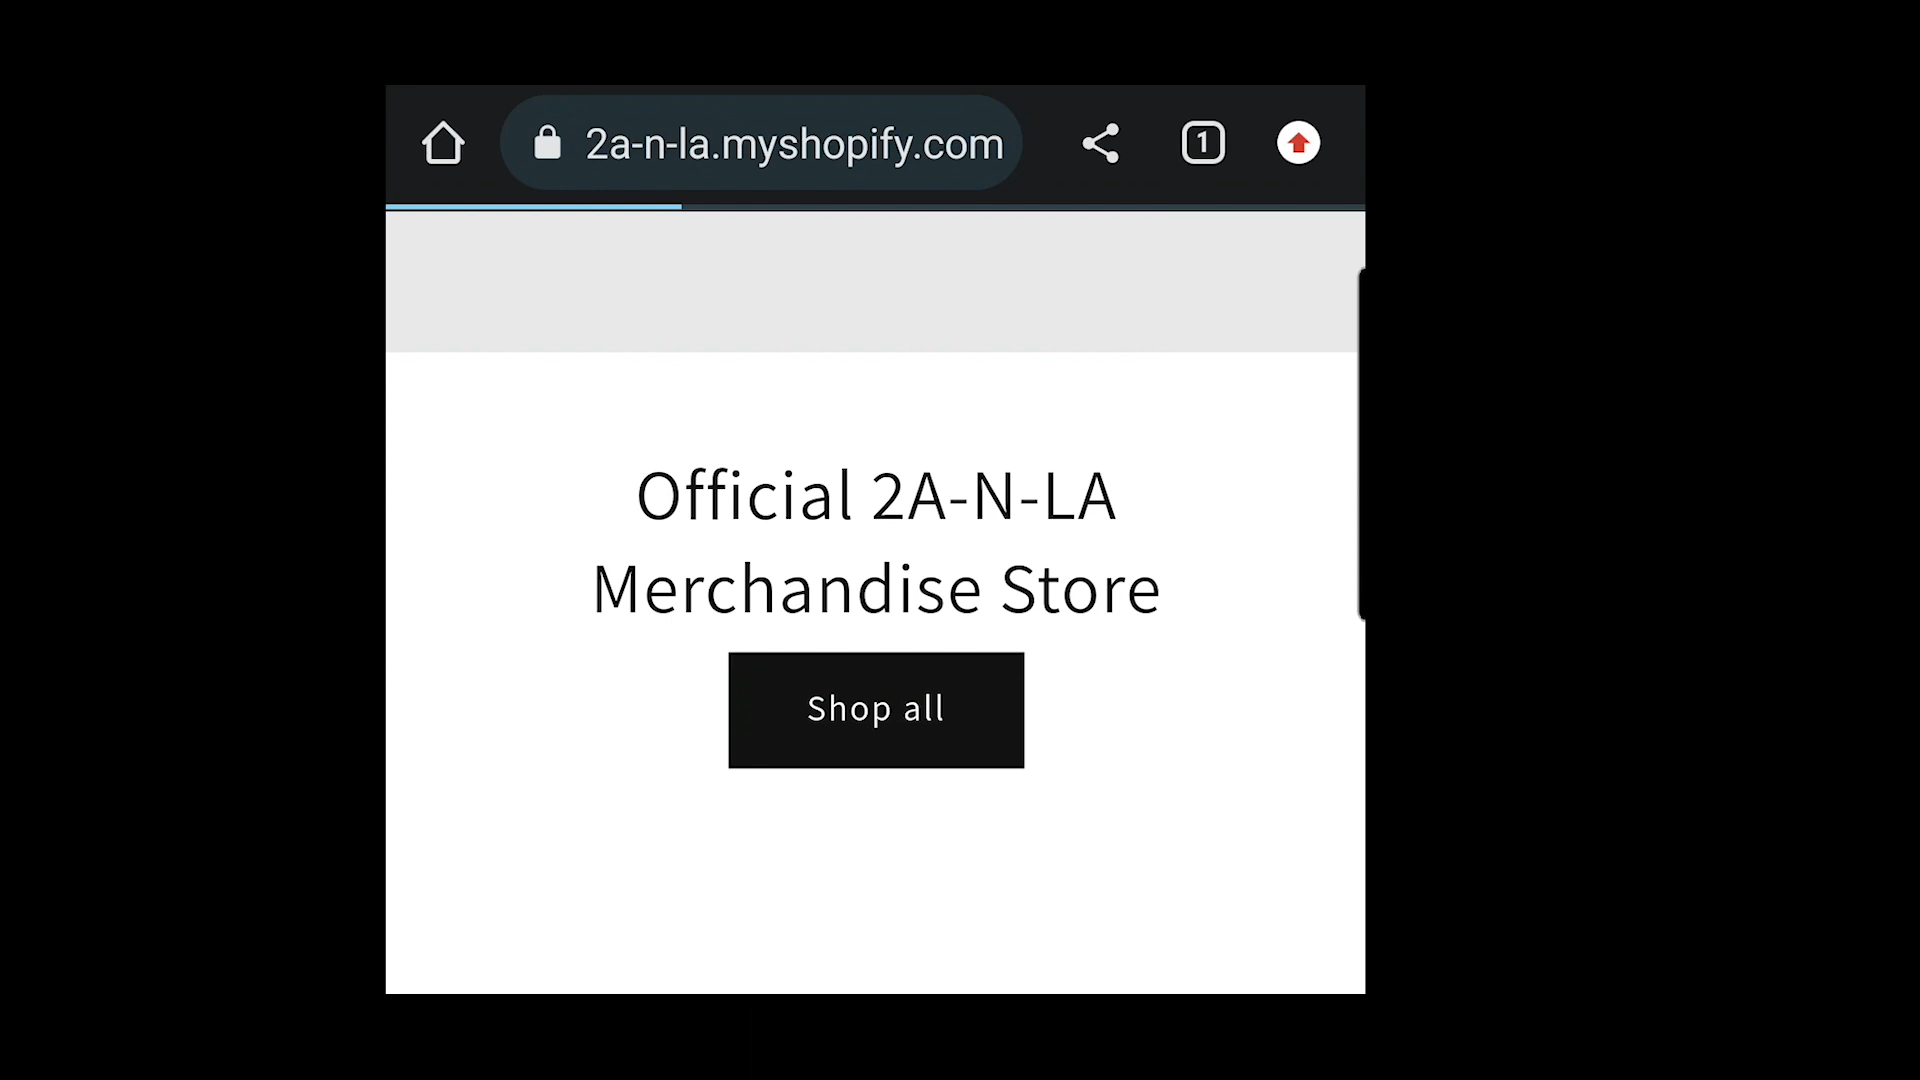 2a-n-la.myshopify.com
1
Official 2A-N-LA
Merchandise Store
Shop all